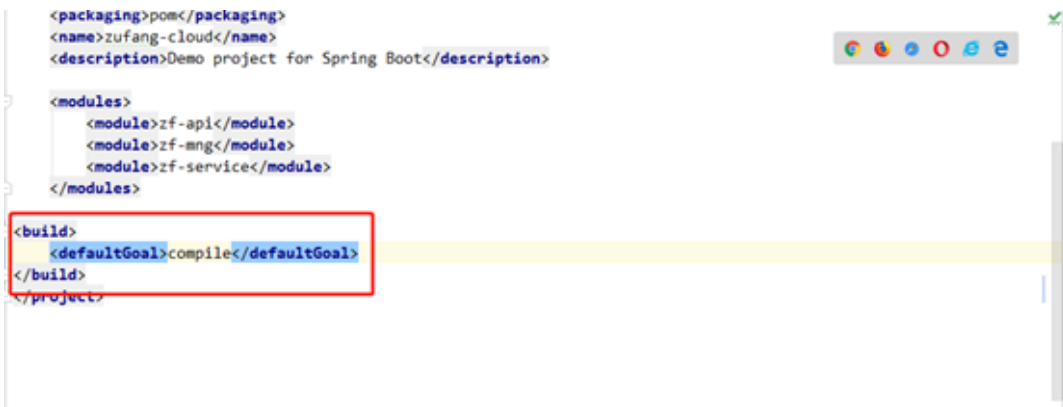 <packaging>pom</packaging>
<name>zufang-cloud</name>
<description>Demo project for Spring Boot</description>
<modules>
<module>zf-api</module>
<module>zf-mng</module>
<module>zf-service</module>
</modules>
<build>
<defaultGoal>compile</defaultGoal>
</build>
</project>